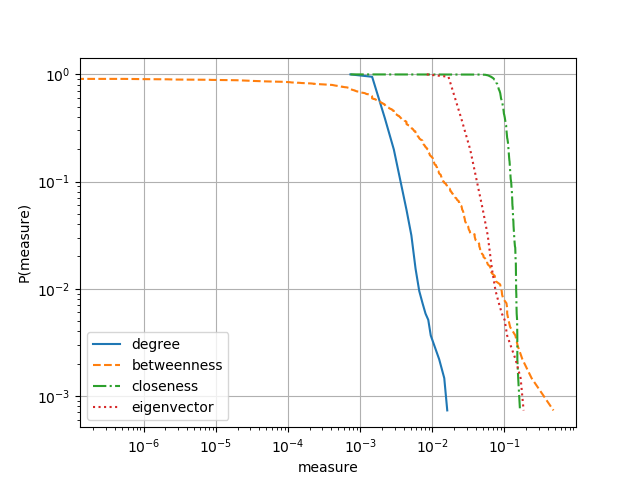 10⁰
10⁻¹
10⁻²
10⁻³
P(measure)
degree
betweenness
closeness
eigenvector
10⁻⁶ 10⁻⁵ 10⁻⁴ 10⁻³ 10⁻² 10⁻¹
measure